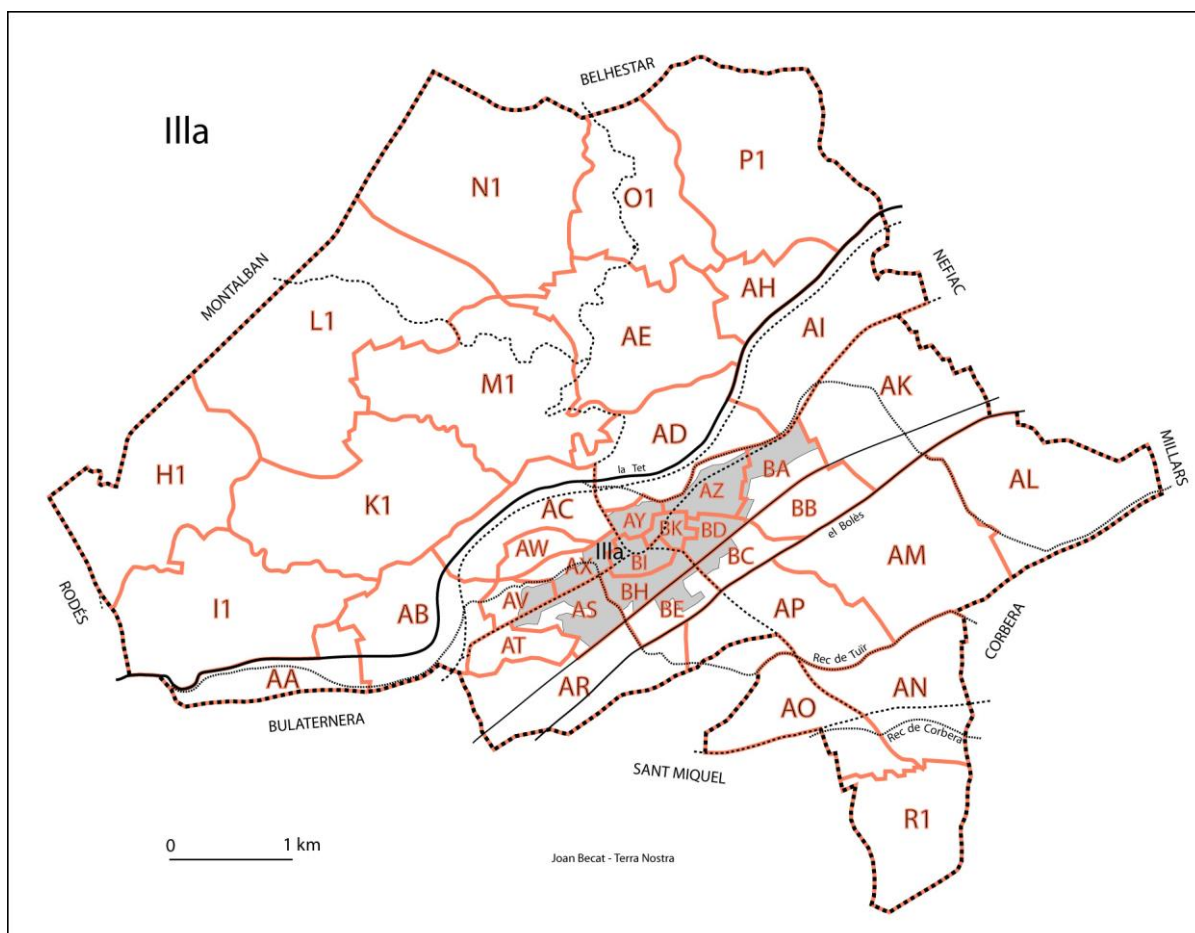 Illa
BELHESTAR
P1
N1
O1
MONTALBAN
NEFIAC
AH
L1
AI
AE
M1
AK
AD
H1
la Tet
BA
MILLARS
AZ
AL
K1
AC
BB
AY
BK
BD
el Bolès
AW
Illa
BC
AM
AX
BI
RODÉS
BH
AV
I1
AB
AS
BE
AP
CORBERA
AT
Rec de Tuïr
AA
AR
AN
AO
BULATERNERA
Rec de Corbera
SANT MIQUEL
R1
0 1 km
Joan Becat - Terra Nostra